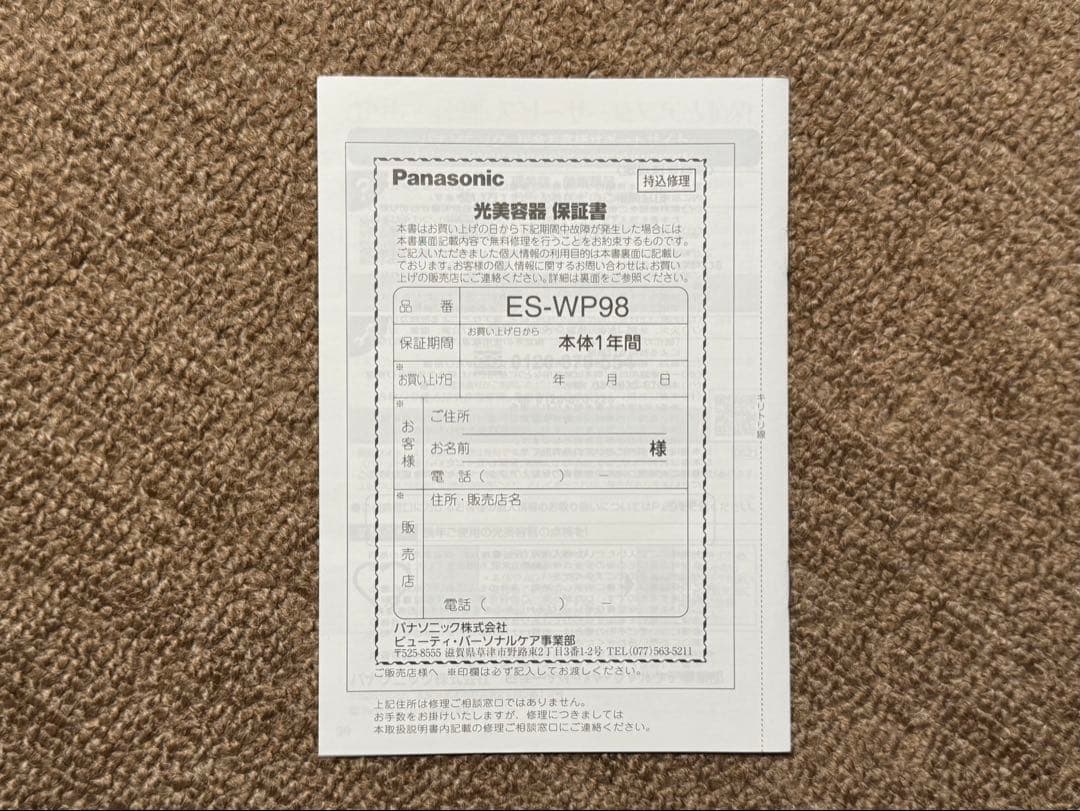 Panasonic
持込修理
光美容器 保証書
本書はお買い上げの日から下記期間中故障が発生した場合には
本書裏面記載内容で無料修理を行うことをお約束するものです。
ご記入いただきました個人情報の利用目的は本書裏面に記載し
ております。お客様の個人情報に関するお問い合わせは、お買い
上げの販売店にご連絡ください。詳細は裏面をご参照ください。
品 番 ES-WP98
保証期間 お買い上げ日から 本体1年間
※
お買い上げ日 年 月 日
※
お客様
ご住所
お名前 様
電 話 ( ) −
※
販売店
住所・販売店名
電話 ( ) −
パナソニック株式会社
ビューティ・パーソナルケア事業部
〒525-8555 滋賀県草津市野路東2丁目3番1-2号 TEL(077)563-5211
ご販売店様へ ※印欄は必ず記入してお渡しください。
上記住所は修理ご相談窓口ではありません。
お手数をお掛けいたしますが、修理につきましては
本取扱説明書内記載の修理ご相談窓口にご連絡ください。
キリトリ線